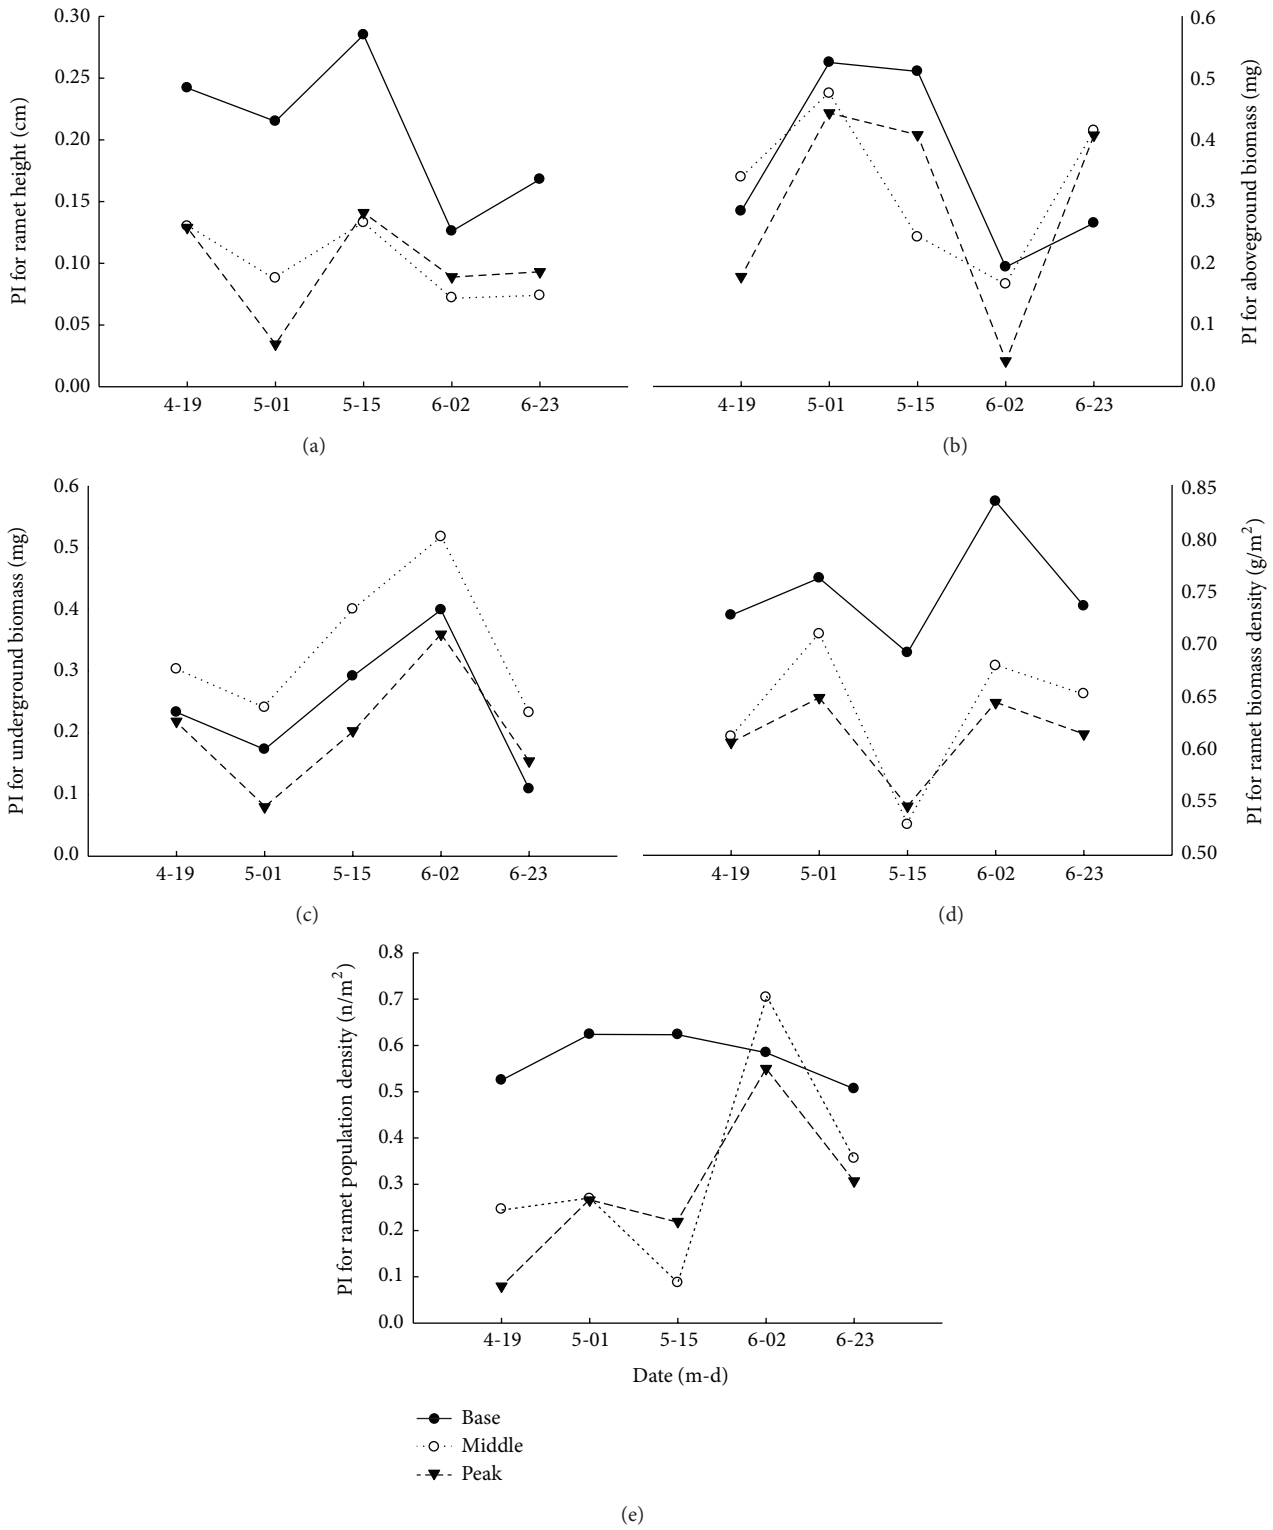 PI for ramet height (cm)
0.30
0.25
0.20
0.15
0.10
0.05
0.00
4-19 5-01 5-15 6-02 6-23
(a)
0.6
0.5
0.4
0.3
0.2
0.1
0.0
PI for aboveground biomass (mg)
4-19 5-01 5-15 6-02 6-23
(b)
PI for underground biomass (mg)
0.6
0.5
0.4
0.3
0.2
0.1
0.0
4-19 5-01 5-15 6-02 6-23
(c)
0.85
0.80
0.75
0.70
0.65
0.60
0.55
0.50
PI for ramet biomass density (g/m²)
4-19 5-01 5-15 6-02 6-23
(d)
PI for ramet population density (n/m²)
0.8
0.7
0.6
0.5
0.4
0.3
0.2
0.1
0.0
4-19 5-01 5-15 6-02 6-23
Date (m-d)
Base
Middle
Peak
(e)